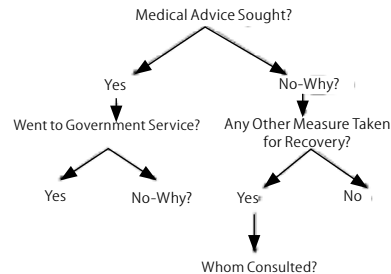 Medical Advice Sought?
Yes
No-Why?
Went to Government Service?
Any Other Measure Taken
for Recovery?
Yes
No-Why?
Yes
No
Whom Consulted?